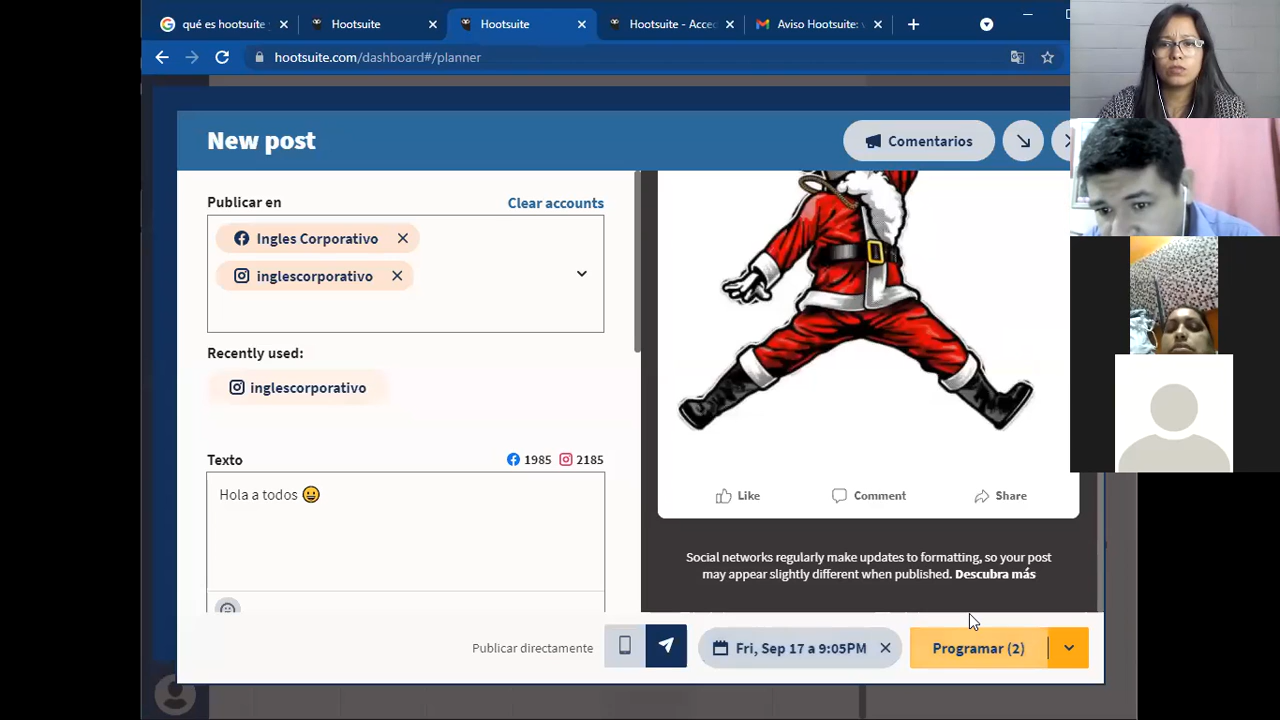 qué es hootsuite y
Hootsuite
Hootsuite
Hootsuite - Acced
Aviso Hootsuite: v
hootsuite.com/dashboard#/planner
New post
Comentarios
Publicar en
Clear accounts
Ingles Corporativo
inglescorporativo
Recently used:
inglescorporativo
Texto
1985
2185
Hola a todos 😀
Like
Comment
Share
Social networks regularly make updates to formatting, so your post
may appear slightly different when published. Descubra más
Publicar directamente
Fri, Sep 17 a 9:05PM
Programar (2)